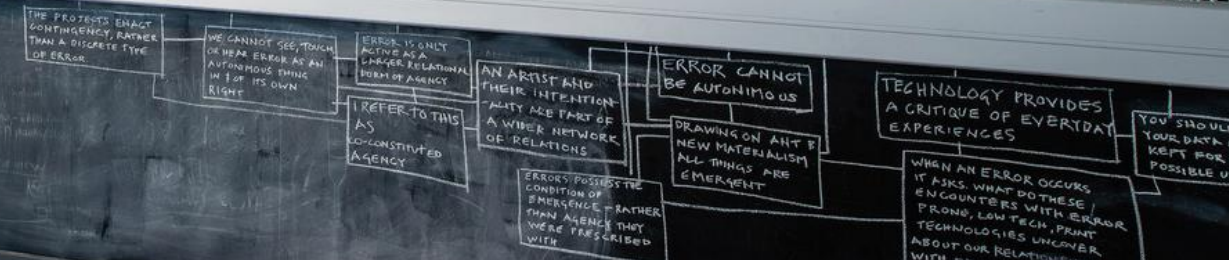 THE PROJECTS ENACT
CONTINGENCY, RATHER
THAN A DISCRETE TYPE
OF ERROR
WE CANNOT SEE, TOUCH
OR HEAR ERROR AS AN
AUTONOMOUS THING
IN & OF ITS OWN
RIGHT
ERROR IS ONLY
ACTIVE AS A
LARGER RELATIONAL
FORM OF AGENCY
I REFER TO THIS
AS
CO-CONSTITUTED
AGENCY
AN ARTIST AND
THEIR INTENTION
-ALITY ARE PART OF
A WIDER NETWORK
OF RELATIONS
ERRORS POSSESS THE
CONDITION OF
EMERGENCE – RATHER
THAN AGENCY THEY
WERE PRESCRIBED
WITH
ERROR CANNOT
BE AUTONIMOUS
DRAWING ON ANT &
NEW MATERIALISM
ALL THINGS ARE
EMERGENT
TECHNOLOGY PROVIDES
A CRITIQUE OF EVERYDAY
EXPERIENCES
WHEN AN ERROR OCCURS
IT ASKS. WHAT DO THESE
ENCOUNTERS WITH ERROR
PRONE, LOW TECH, PRINT
TECHNOLOGIES UNCOVER
ABOUT OUR RELATION
WITH
YOU SHOU
YOUR DATA
KEPT FOR
POSSIBLE U